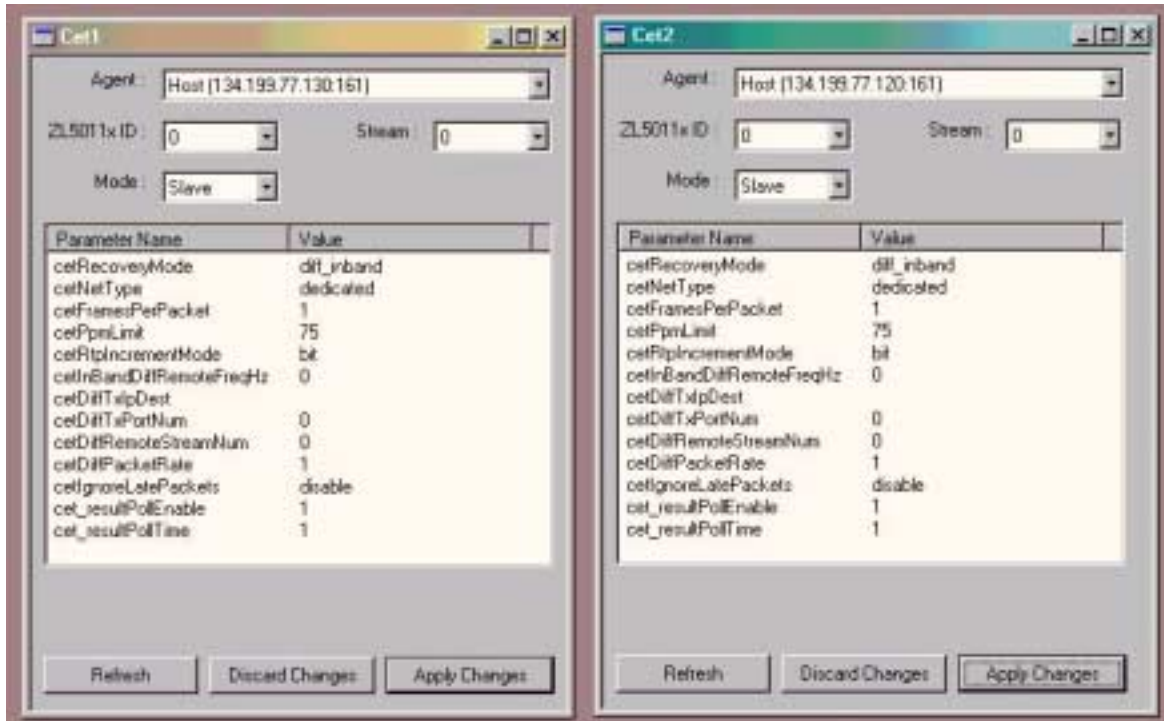 Cet1
Agent : Host (134.199.77.130:161)
ZL5011x ID : 0 Stream : 0
Mode : Slave
Parameter Name Value
cetRecoveryMode diff_inband
cetNetType dedicated
cetFramesPerPacket 1
cetPpmLimit 75
cetRtpIncrementMode bit
cetInBandDiffRemoteFreqHz 0
cetDiffTxIpDest
cetDiffTxPortNum 0
cetDiffRemoteStreamNum 0
cetDiffPacketRate 1
cetIgnoreLatePackets disable
cet_resultPollEnable 1
cet_resultPollTime 1
Refresh Discard Changes Apply Changes
Cet2
Agent : Host (134.199.77.120:161)
ZL5011x ID : 0 Stream : 0
Mode : Slave
Parameter Name Value
cetRecoveryMode diff_inband
cetNetType dedicated
cetFramesPerPacket 1
cetPpmLimit 75
cetRtpIncrementMode bit
cetInBandDiffRemoteFreqHz 0
cetDiffTxIpDest
cetDiffTxPortNum 0
cetDiffRemoteStreamNum 0
cetDiffPacketRate 1
cetIgnoreLatePackets disable
cet_resultPollEnable 1
cet_resultPollTime 1
Refresh Discard Changes Apply Changes